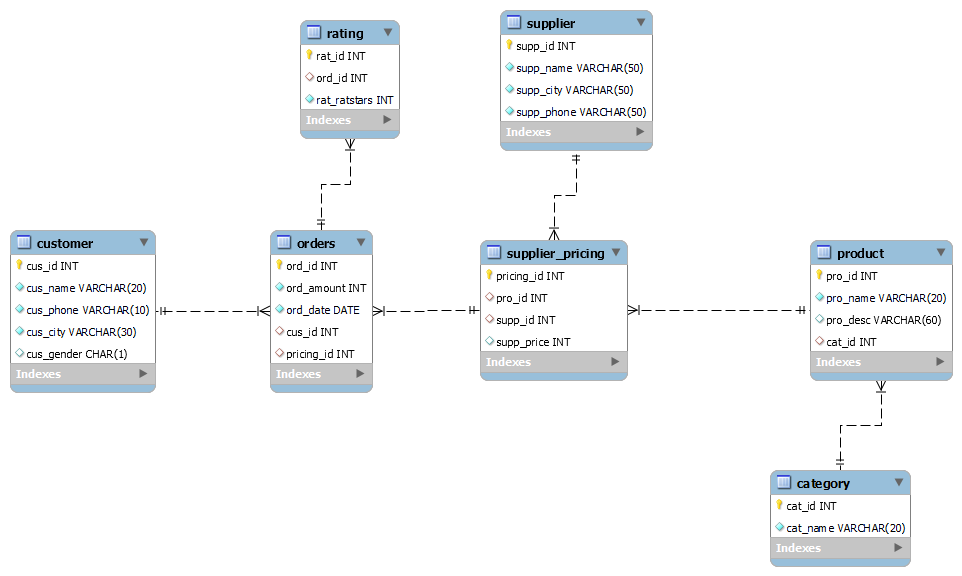 rating
rat_id INT
ord_id INT
rat_ratstars INT
Indexes
supplier
supp_id INT
supp_name VARCHAR(50)
supp_city VARCHAR(50)
supp_phone VARCHAR(50)
Indexes
customer
cus_id INT
cus_name VARCHAR(20)
cus_phone VARCHAR(10)
cus_city VARCHAR(30)
cus_gender CHAR(1)
Indexes
orders
ord_id INT
ord_amount INT
ord_date DATE
cus_id INT
pricing_id INT
Indexes
supplier_pricing
pricing_id INT
pro_id INT
supp_id INT
supp_price INT
Indexes
product
pro_id INT
pro_name VARCHAR(20)
pro_desc VARCHAR(60)
cat_id INT
Indexes
category
cat_id INT
cat_name VARCHAR(20)
Indexes